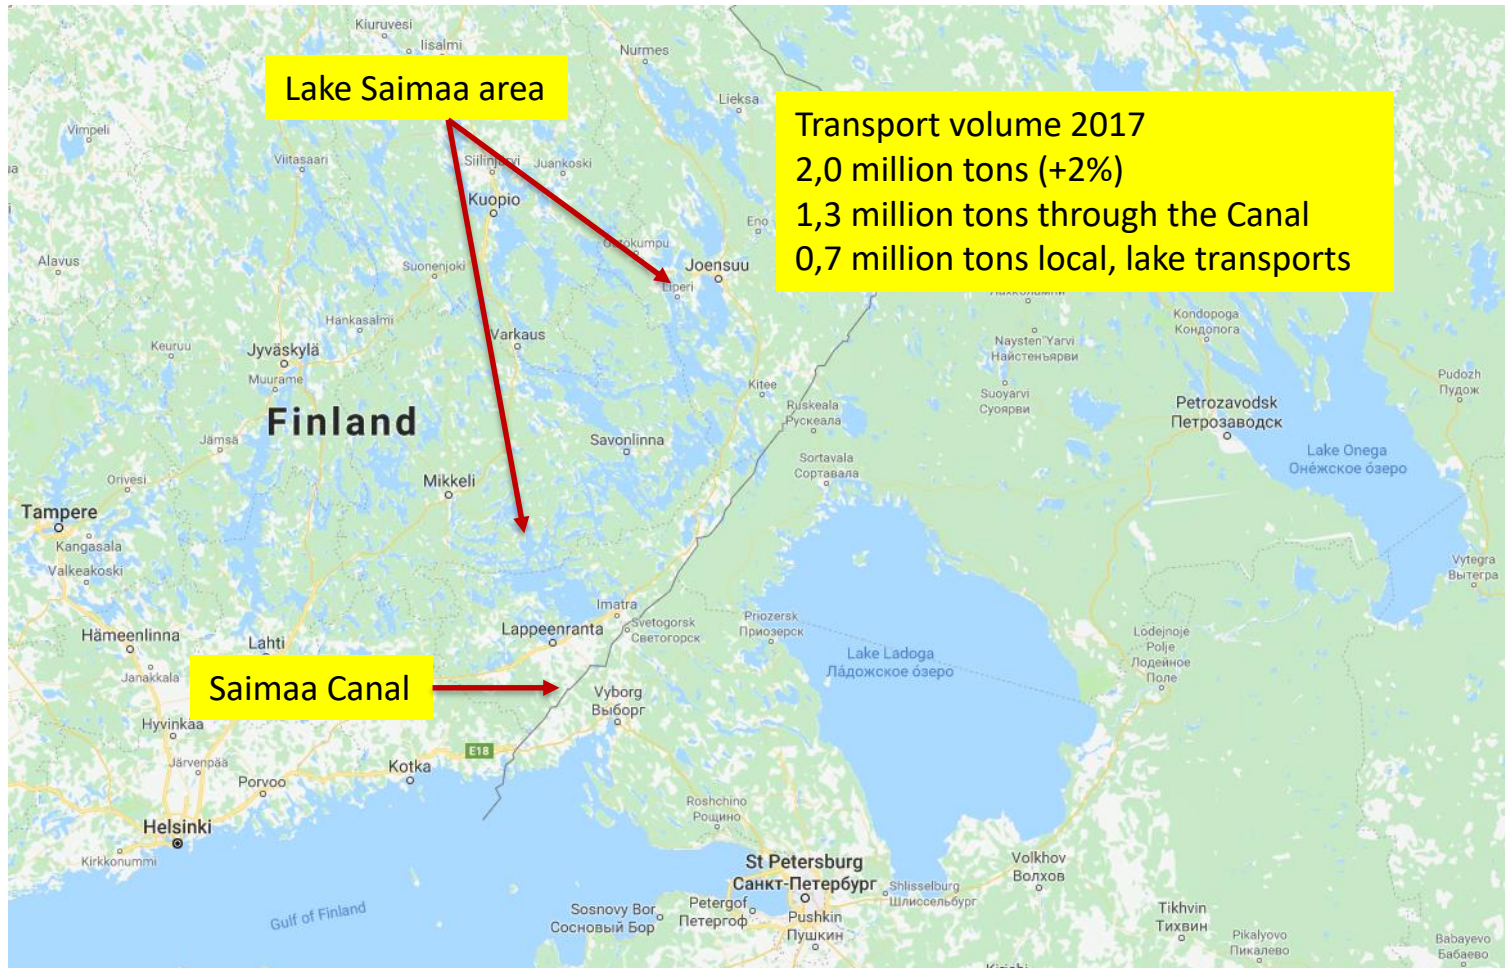 Kiuruvesi
Iisalmi
Nurmes
Lake Saimaa area
Lieksa
Transport volume 2017
2,0 million tons (+2%)
1,3 million tons through the Canal
0,7 million tons local, lake transports
Vimpeli
Viitasaari
Siilinjärvi
Juankoski
Kuopio
Eno
Outokumpu
Alavus
Suonenjoki
Joensuu
Liperi
Hankasalmi
Varkaus
Keuruu
Jyväskylä
Muurame
Kondopoga
Кондопога
Naysten"Yarvi
Найстенъярви
Kitee
Suoyarvi
Суоярви
Pudozh
Пудож
Finland
Ruskeala
Рускеала
Petrozavodsk
Петрозаводск
Jämsä
Savonlinna
Lake Onega
Онéжское óзеро
Sortavala
Сортавала
Orivesi
Mikkeli
Tampere
Kangasala
Valkeakoski
Vytegra
Вытегра
Imatra
Svetogorsk
Светогорск
Priozersk
Приозерск
Hämeenlinna
Lahti
Lappeenranta
Lodejnoje
Polje
Лодейное
Поле
Lake Ladoga
Лáдожское óзеро
Janakkala
Saimaa Canal
Vyborg
Выборг
Hyvinkää
E18
Järvenpää
Kotka
Porvoo
Roshchino
Рощино
Helsinki
Kirkkonummi
St Petersburg
Санкт-Петербург
Shlisselburg
Шлиссельбург
Volkhov
Волхов
Gulf of Finland
Sosnovy Bor
Сосновый Бор
Petergof
Петергоф
Pushkin
Пушкин
Tikhvin
Тихвин
Pikalyovo
Пикалево
Babayevo
Бабаево